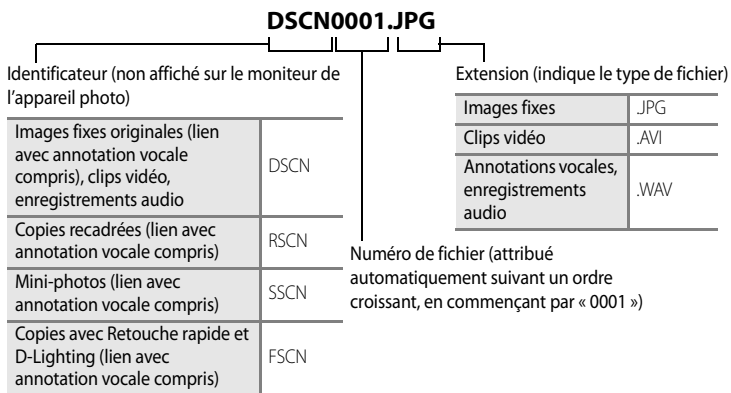 DSCN0001.JPG
Identificateur (non affiché sur le moniteur de
l'appareil photo)
Images fixes originales (lien
avec annotation vocale
compris), clips vidéo,
enregistrements audio
DSCN
Copies recadrées (lien avec
annotation vocale compris)
RSCN
Mini-photos (lien avec
annotation vocale compris)
SSCN
Copies avec Retouche rapide et
D-Lighting (lien avec
annotation vocale compris)
FSCN
Extension (indique le type de fichier)
Images fixes
.JPG
Clips vidéo
.AVI
Annotations vocales,
enregistrements
audio
.WAV
Numéro de fichier (attribué
automatiquement suivant un ordre
croissant, en commençant par « 0001 »)